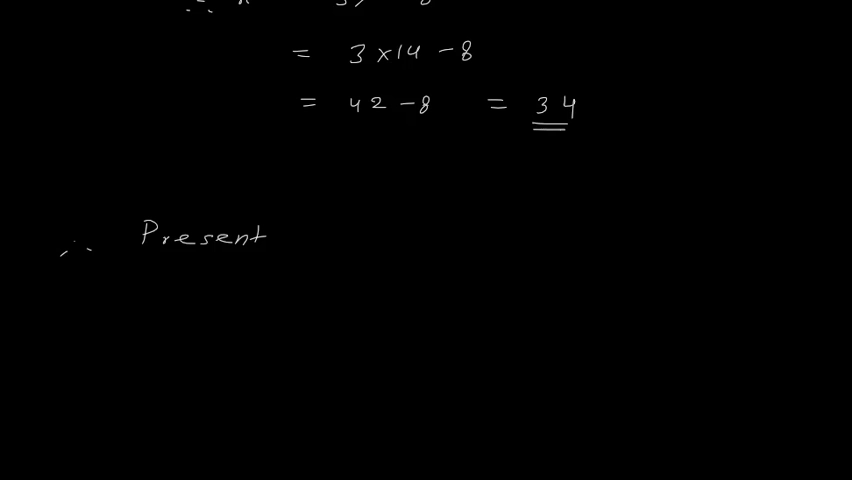 = 3 × 14 - 8
= 42 - 8 = 34
∴ Present